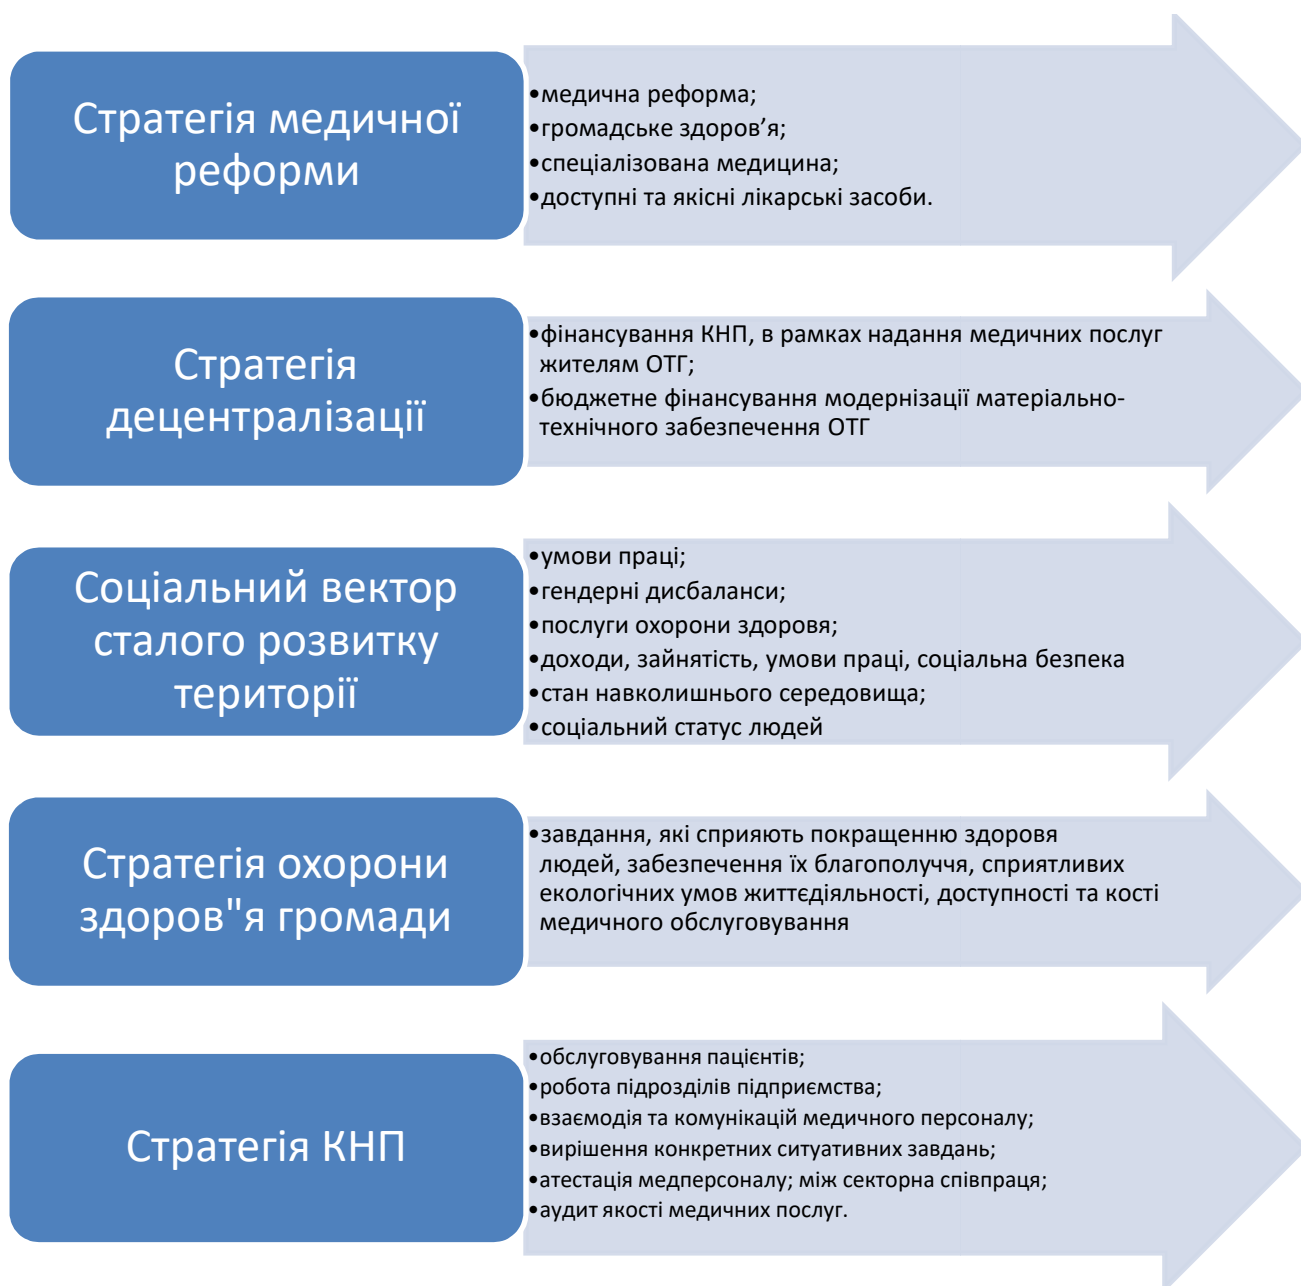 Стратегія медичної
реформи
•медична реформа;
•громадське здоров’я;
•спеціалізована медицина;
•доступні та якісні лікарські засоби.
Стратегія
децентралізації
•фінансування КНП, в рамках надання медичних послуг
жителям ОТГ;
•бюджетне фінансування модернізації матеріально-
технічного забезпечення ОТГ
Соціальний вектор
сталого розвитку
території
•умови праці;
•гендерні дисбаланси;
•послуги охорони здоровя;
•доходи, зайнятість, умови праці, соціальна безпека
•стан навколишнього середовища;
•соціальний статус людей
Стратегія охорони
здоров"я громади
•завдання, які сприяють покращенню здоровя
людей, забезпечення їх благополуччя, сприятливих
екологічних умов життєдіяльності, доступності та кості
медичного обслуговування
Стратегія КНП
•обслуговування пацієнтів;
•робота підрозділів підприємства;
•взаємодія та комунікацій медичного персоналу;
•вирішення конкретних ситуативних завдань;
•атестація медперсоналу; між секторна співпраця;
•аудит якості медичних послуг.